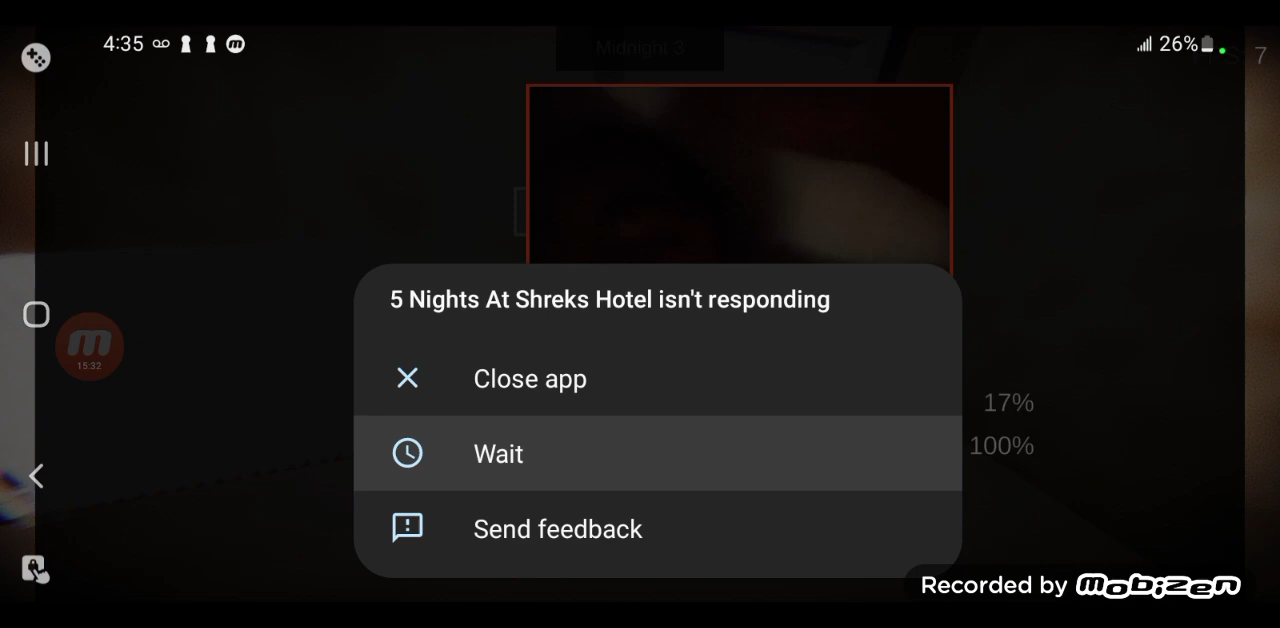 4:35
26%
Midnight 3
7
m
15:32
5 Nights At Shreks Hotel isn't responding
Close app
17%
100%
Wait
Send feedback
Recorded by mobizen